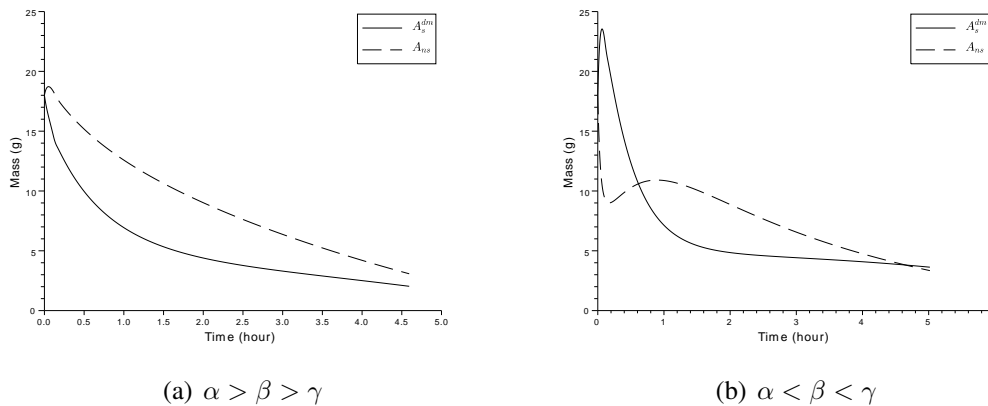 25
20
15
10
5
0
Mass (g)
0.0 0.5 1.0 1.5 2.0 2.5 3.0 3.5 4.0 4.5 5.0
Time (hour)
A_s^{dm}
A_{ns}
(a) α > β > γ
25
20
15
10
5
0
Mass (g)
0 1 2 3 4 5
Time (hour)
A_s^{dm}
A_{ns}
(b) α < β < γ